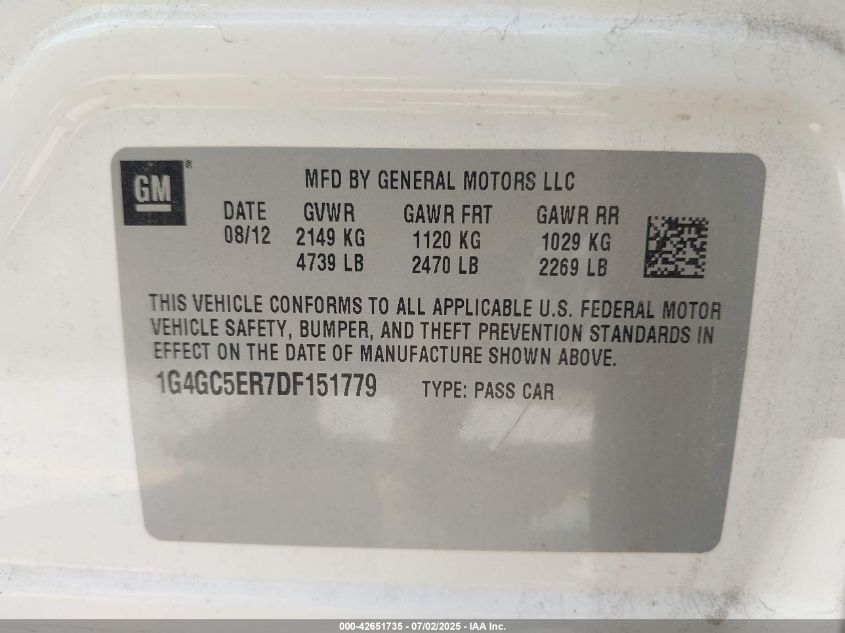 GM®
MFD BY GENERAL MOTORS LLC
DATE GVWR GAWR FRT GAWR RR
08/12 2149 KG 1120 KG 1029 KG
4739 LB 2470 LB 2269 LB
THIS VEHICLE CONFORMS TO ALL APPLICABLE U.S. FEDERAL MOTOR
VEHICLE SAFETY, BUMPER, AND THEFT PREVENTION STANDARDS IN
EFFECT ON THE DATE OF MANUFACTURE SHOWN ABOVE.
1G4GC5ER7DF151779 TYPE: PASS CAR
000-42651735 - 07/02/2025 - IAA Inc.